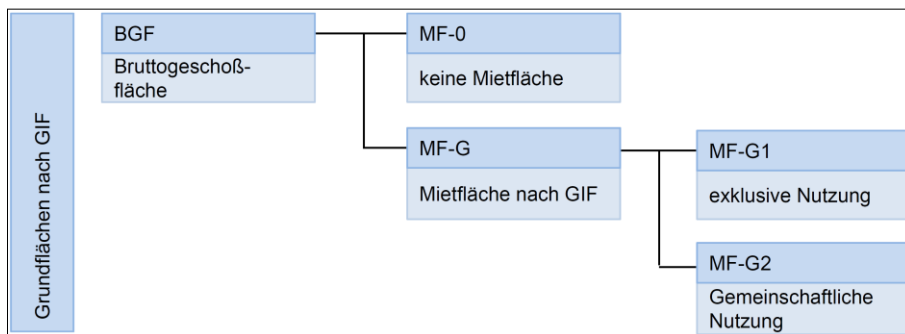 Grundflächen nach GIF
BGF
Bruttogeschoß-
fläche
MF-0
keine Mietfläche
MF-G
Mietfläche nach GIF
MF-G1
exklusive Nutzung
MF-G2
Gemeinschaftliche
Nutzung